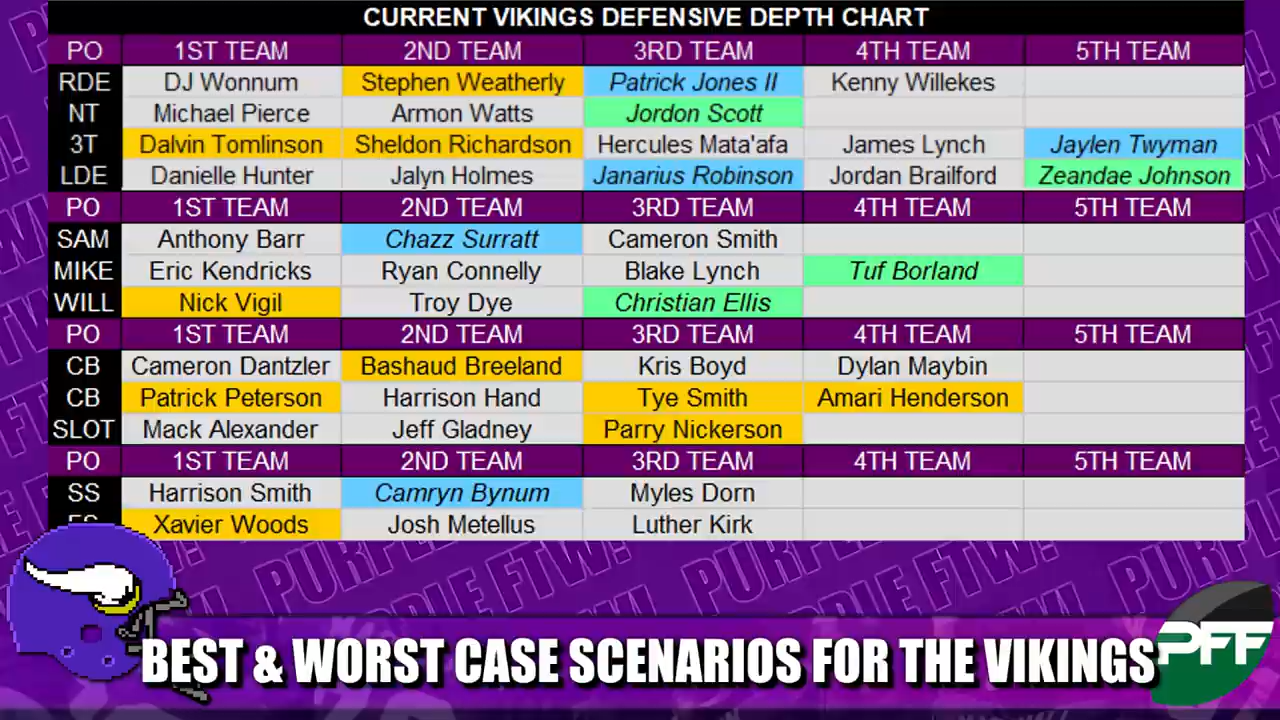 CURRENT VIKINGS DEFENSIVE DEPTH CHART
PO 1ST TEAM 2ND TEAM 3RD TEAM 4TH TEAM 5TH TEAM
RDE DJ Wonnum Stephen Weatherly Patrick Jones II Kenny Willekes
NT Michael Pierce Armon Watts Jordon Scott
3T Dalvin Tomlinson Sheldon Richardson Hercules Mata'afa James Lynch Jaylen Twyman
LDE Danielle Hunter Jalyn Holmes Janarius Robinson Jordan Brailford Zeandae Johnson
PO 1ST TEAM 2ND TEAM 3RD TEAM 4TH TEAM 5TH TEAM
SAM Anthony Barr Chazz Surratt Cameron Smith
MIKE Eric Kendricks Ryan Connelly Blake Lynch Tuf Borland
WILL Nick Vigil Troy Dye Christian Ellis
PO 1ST TEAM 2ND TEAM 3RD TEAM 4TH TEAM 5TH TEAM
CB Cameron Dantzler Bashaud Breeland Kris Boyd Dylan Maybin
CB Patrick Peterson Harrison Hand Tye Smith Amari Henderson
SLOT Mack Alexander Jeff Gladney Parry Nickerson
PO 1ST TEAM 2ND TEAM 3RD TEAM 4TH TEAM 5TH TEAM
SS Harrison Smith Camryn Bynum Myles Dorn
Xavier Woods Josh Metellus Luther Kirk
PURPLE FTW!
BEST & WORST CASE SCENARIOS FOR THE VIKINGS
PFF